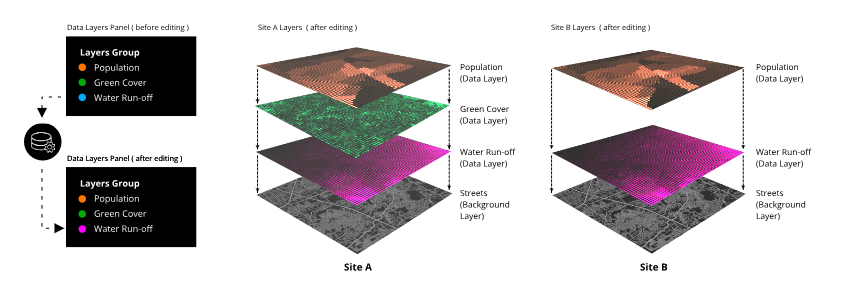 Data Layers Panel ( before editing )
Layers Group
Population
Green Cover
Water Run-off
Data Layers Panel ( after editing )
Layers Group
Population
Green Cover
Water Run-off
Site A Layers ( after editing )
Population
(Data Layer)
Green Cover
(Data Layer)
Water Run-off
(Data Layer)
Streets
(Background
Layer)
Site A
Site B Layers ( after editing )
Population
(Data Layer)
Water Run-off
(Data Layer)
Streets
(Background
Layer)
Site B